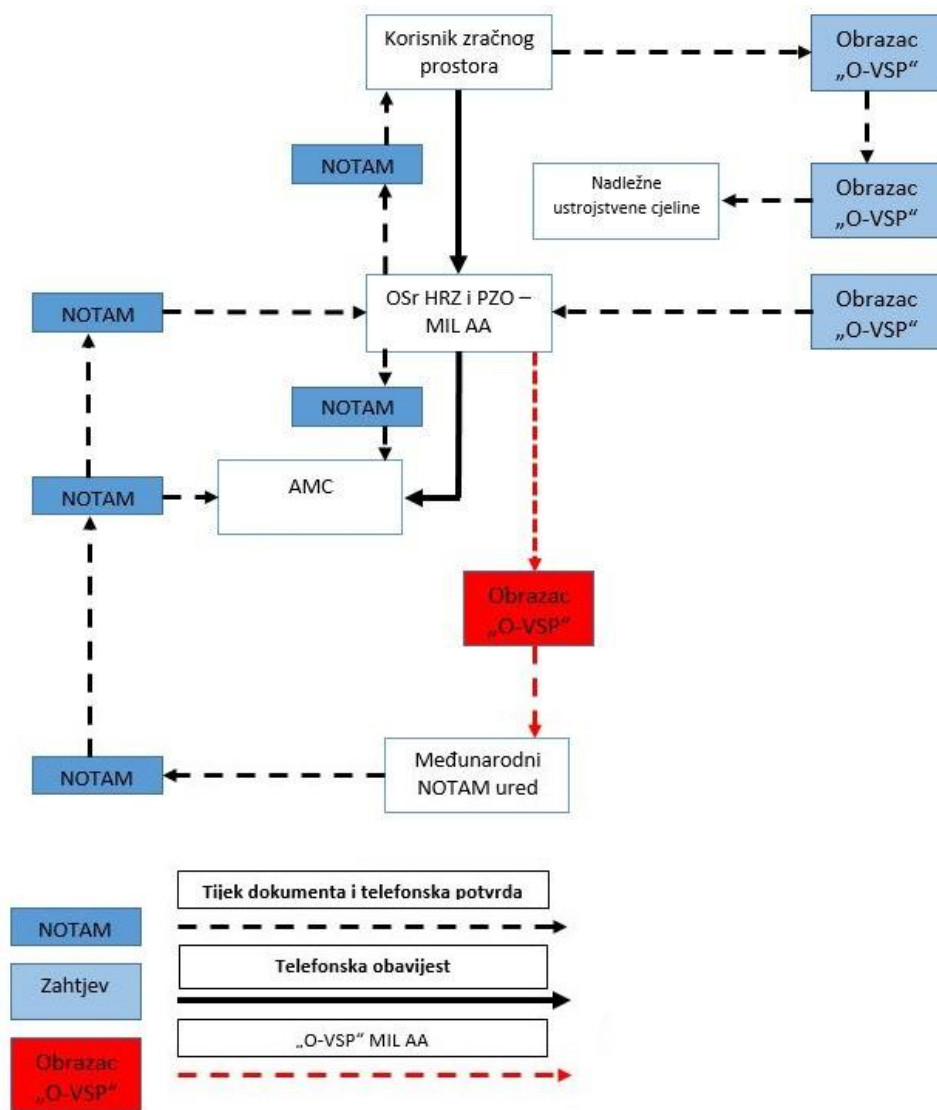 Korisnik zračnog
prostora
Obrazac
„O-VSP“
NOTAM
Nadležne
ustrojstvene cjeline
Obrazac
„O-VSP“
NOTAM
OSr HRZ i PZO –
MIL AA
Obrazac
„O-VSP“
NOTAM
NOTAM
AMC
Obrazac
„O-VSP“
NOTAM
Međunarodni
NOTAM ured
Tijek dokumenta i telefonska potvrda
NOTAM
Telefonska obavijest
Zahtjev
„O-VSP“ MIL AA
Obrazac
„O-VSP“